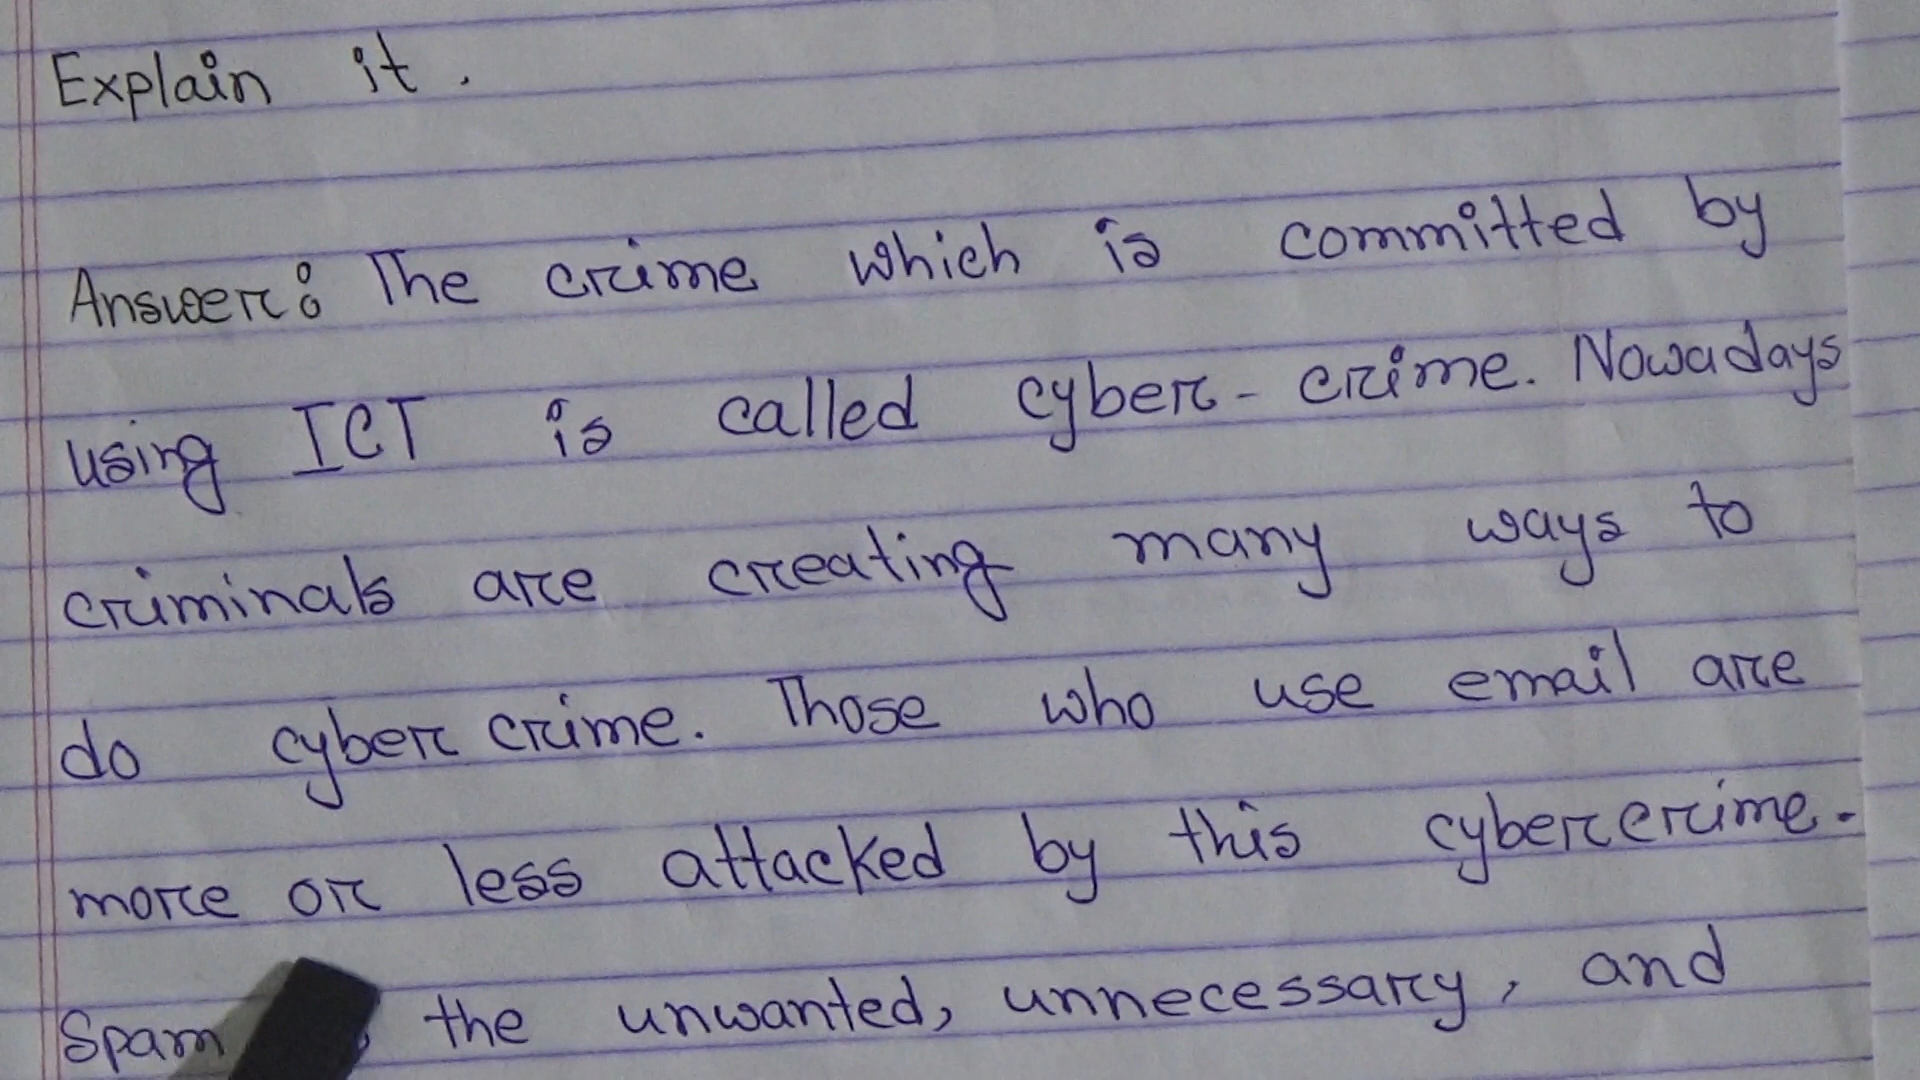 Explain it.
Answer: The crime which is committed by
using ICT is called cyber-crime. Nowadays
criminals are creating many ways to
do cyber crime. Those who use email are
more or less attacked by this cybercrime.
Spam the unwanted, unnecessary, and